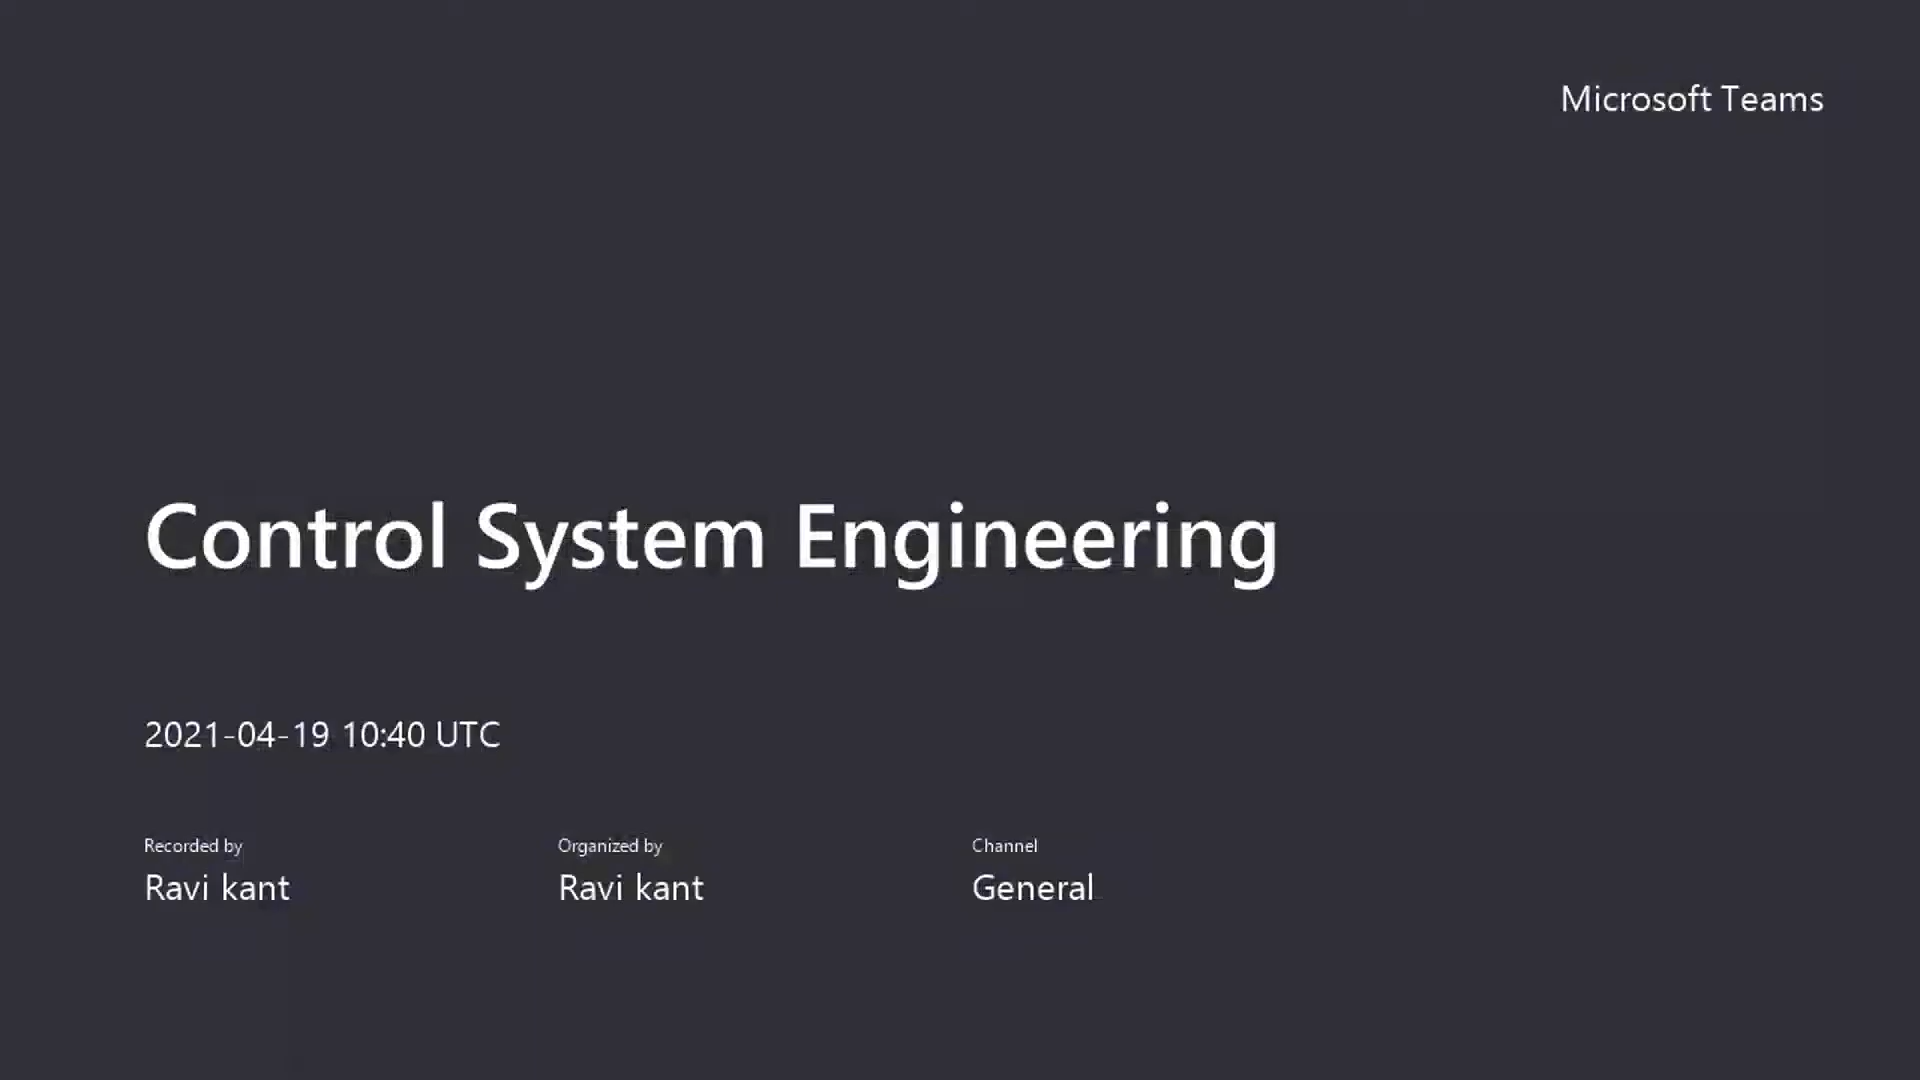 Microsoft Teams
Control System Engineering
2021-04-19 10:40 UTC
Recorded by
Ravi kant
Organized by
Ravi kant
Channel
General